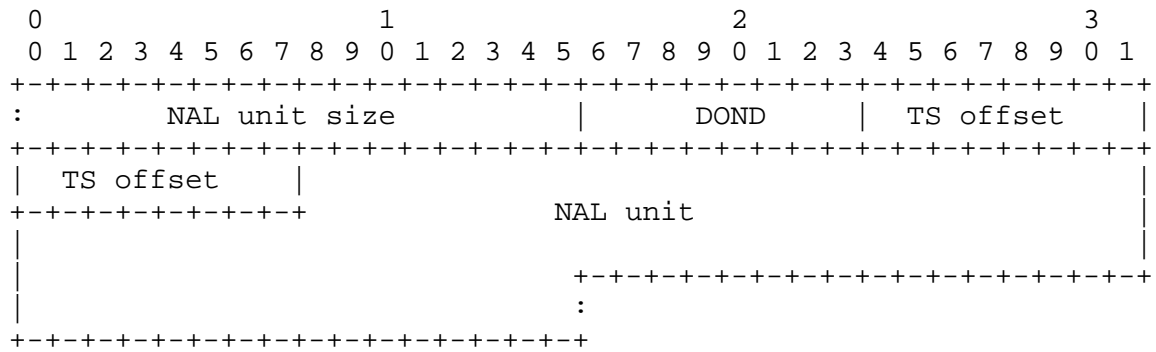 0                   1                   2                   3
 0 1 2 3 4 5 6 7 8 9 0 1 2 3 4 5 6 7 8 9 0 1 2 3 4 5 6 7 8 9 0 1
+-+-+-+-+-+-+-+-+-+-+-+-+-+-+-+-+-+-+-+-+-+-+-+-+-+-+-+-+-+-+-+-+
:        NAL unit size          |      DOND     |  TS offset    |
+-+-+-+-+-+-+-+-+-+-+-+-+-+-+-+-+-+-+-+-+-+-+-+-+-+-+-+-+-+-+-+-+
|  TS offset    |                                               |
+-+-+-+-+-+-+-+-+              NAL unit                         |
|                                                               |
|                               +-+-+-+-+-+-+-+-+-+-+-+-+-+-+-+-+
|                               :
+-+-+-+-+-+-+-+-+-+-+-+-+-+-+-+-+